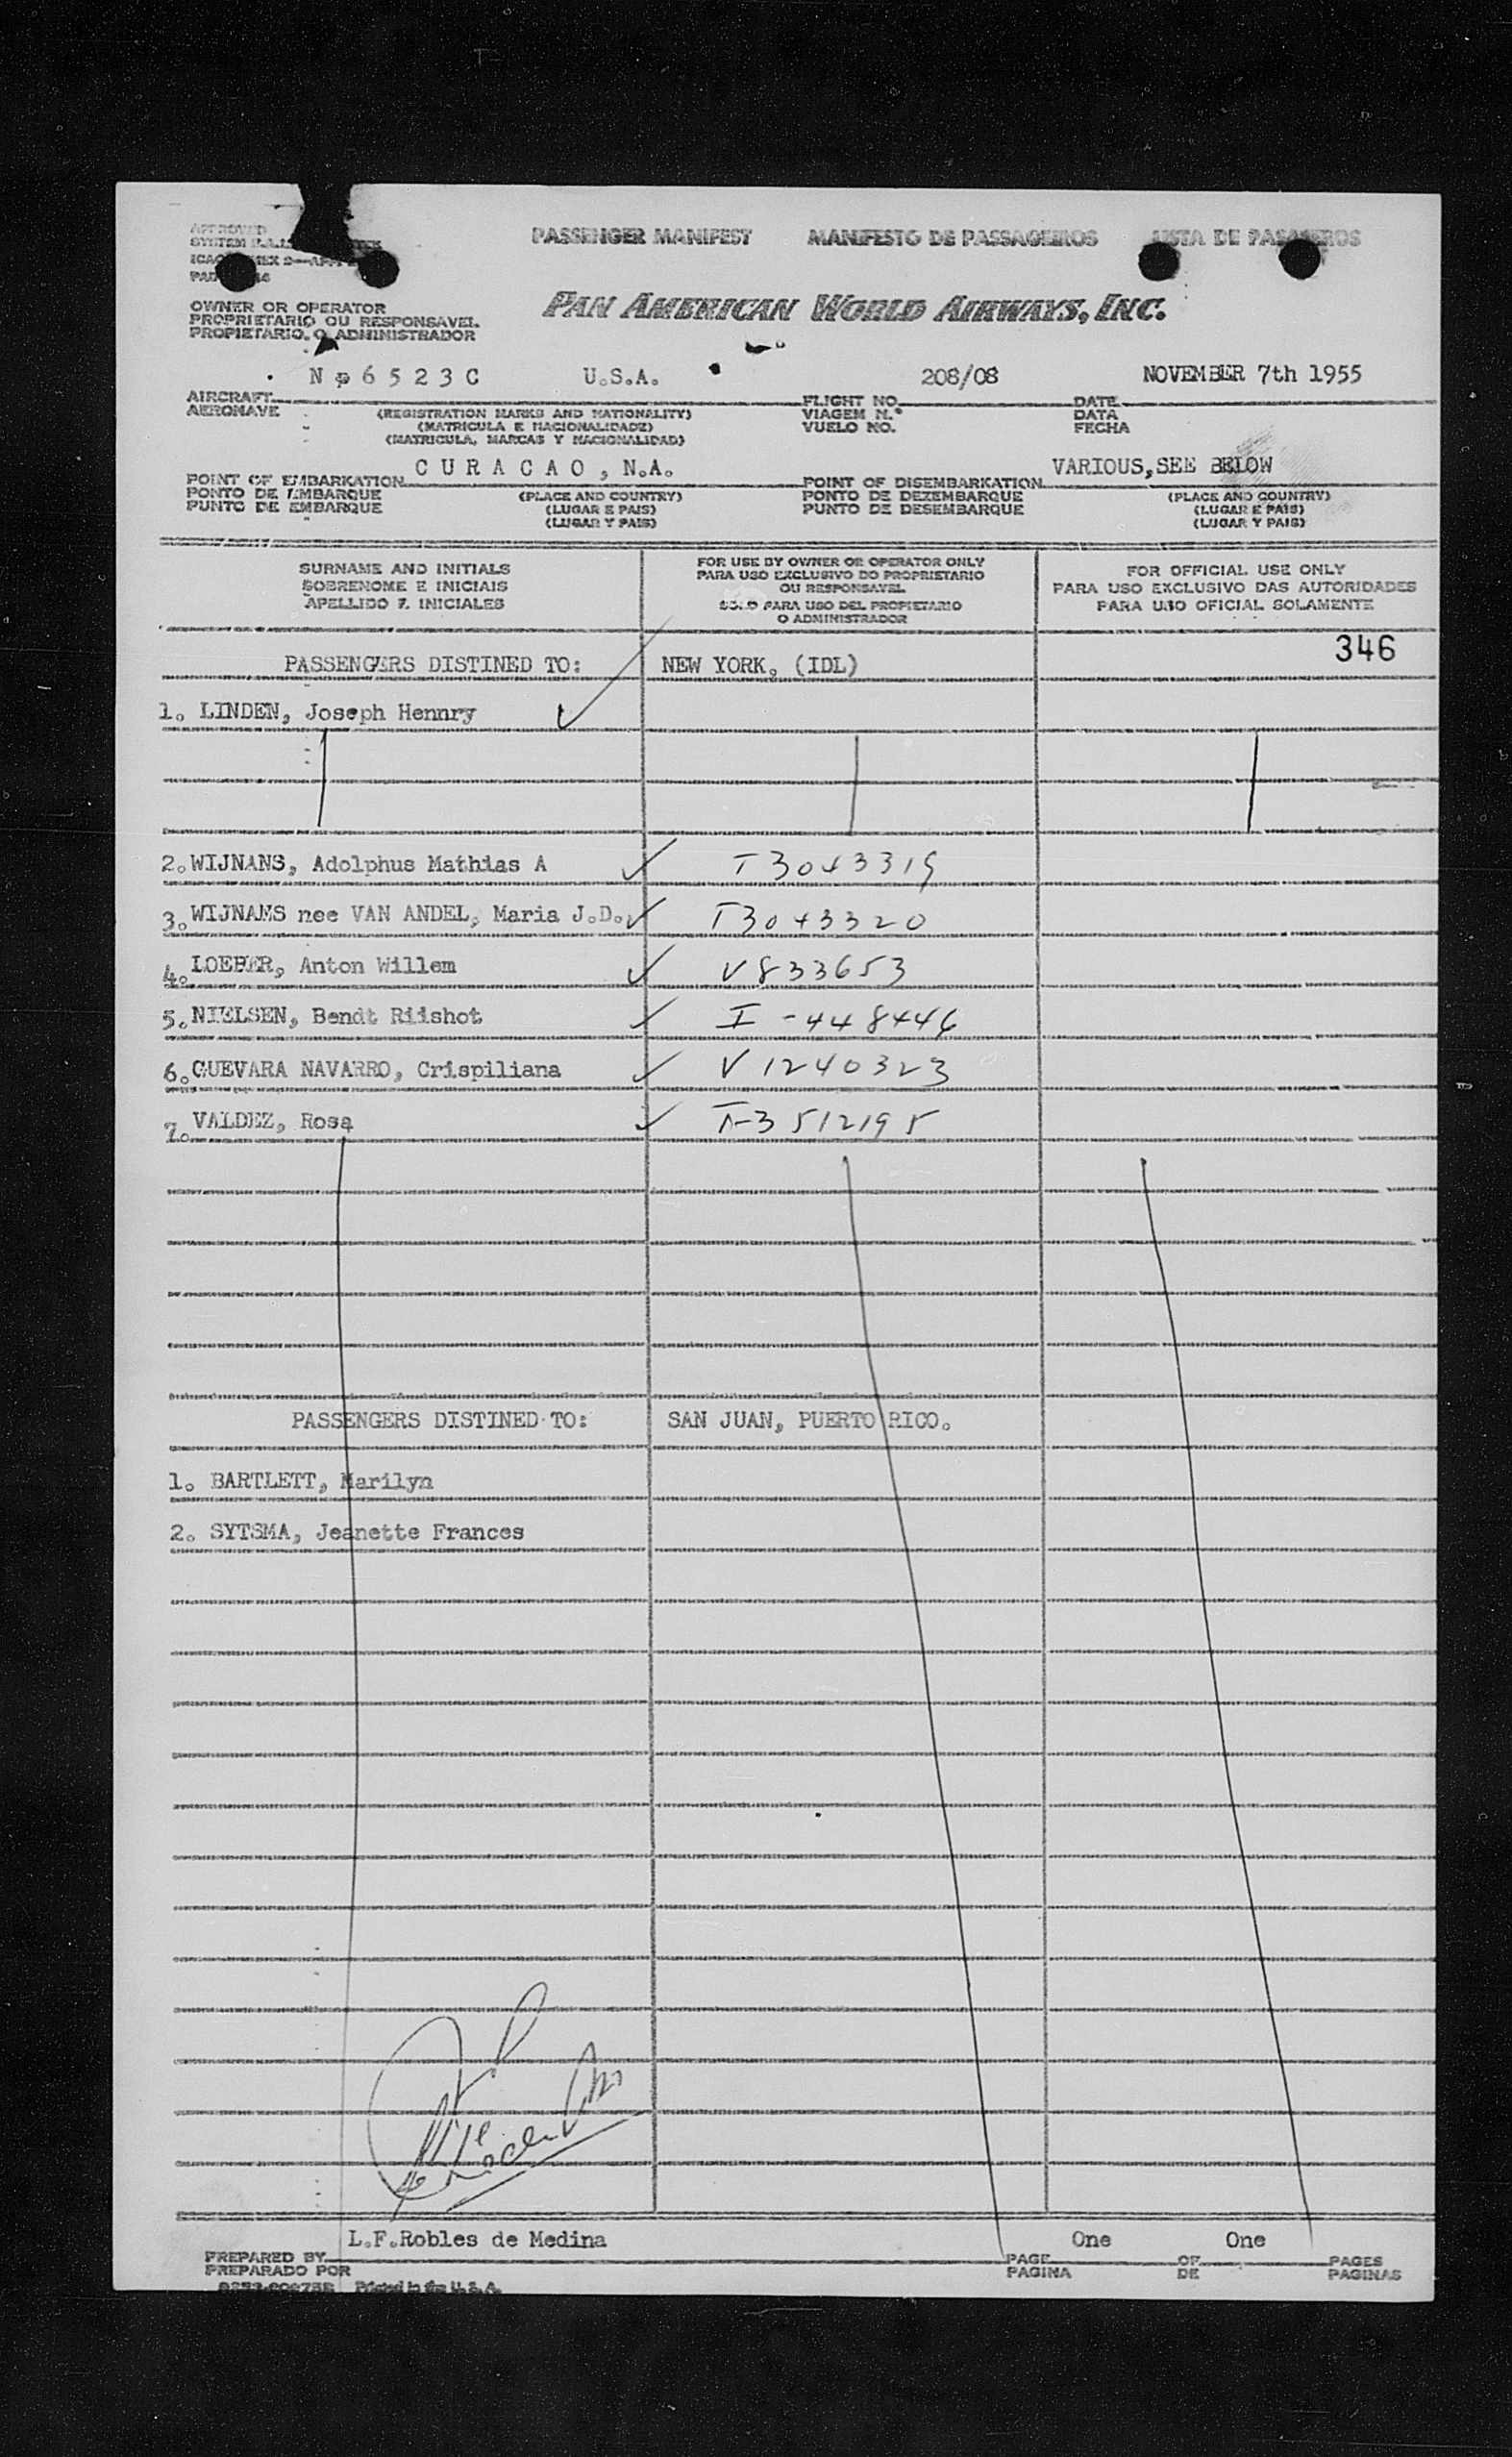 APPROVED
PASSENGER MANIFEST MANIFESTO DE PASSAGEIROS LISTA DE PASAJEROS
OWNER OR OPERATOR
PROPRIETARIO OU RESPONSAVEL
PROPIETARIO O ADMINISTRADOR
PAN AMERICAN WORLD AIRWAYS, INC.
N 6 5 2 3 C U.S.A. 208/08 NOVEMBER 7th 1955
AIRCRAFT FLIGHT NO. DATE
AERONAVE (REGISTRATION MARKS AND NATIONALITY) VIAGEM N.º DATA
(MATRICULA E NACIONALIDADE) VUELO NO. FECHA
(MATRICULA, MARCAS Y NACIONALIDAD)
C U R A C A O , N.A. VARIOUS,SEE BELOW
POINT OF EMBARKATION POINT OF DISEMBARKATION
PONTO DE EMBARQUE (PLACE AND COUNTRY) PONTO DE DEZEMBARQUE (PLACE AND COUNTRY)
PUNTO DE EMBARQUE (LUGAR E PAIS) PUNTO DE DESEMBARQUE (LUGAR E PAIS)
(LUGAR Y PAIS) (LUGAR Y PAIS)
SURNAME AND INITIALS
SOBRENOME E INICIAIS
APELLIDO E INICIALES
FOR USE BY OWNER OR OPERATOR ONLY
PARA USO EXCLUSIVO DO PROPRIETARIO
OU RESPONSAVEL
SOLO PARA USO DEL PROPIETARIO
O ADMINISTRADOR
FOR OFFICIAL USE ONLY
PARA USO EXCLUSIVO DAS AUTORIDADES
PARA USO OFICIAL SOLAMENTE
346
PASSENGERS DISTINED TO: NEW YORK, (IDL)
1. LINDEN, Joseph Hennry
2. WIJNANS, Adolphus Mathias A T3043319
3. WIJNANS nee VAN ANDEL, Maria J.D. T3043320
4. LOEBER, Anton Willem V833653
5. NIELSEN, Bendt Riishot I-448446
6. GUEVARA NAVARRO, Crispiliana V1240323
7. VALDEZ, Rosa T-3512195
PASSENGERS DISTINED TO: SAN JUAN, PUERTO RICO.
1. BARTLETT, Marilyn
2. SYTSMA, Jeanette Frances
L.F.Robles de Medina One One
PREPARED BY PAGE OF PAGES
PREPARADO POR PAGINA DE PAGINAS
Printed in the U.S.A.